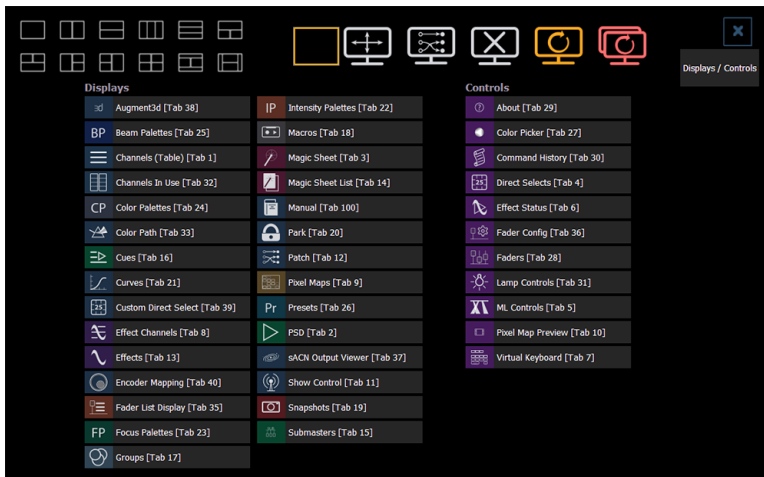 Displays / Controls
Displays
3d Augment3d [Tab 38]
BP Beam Palettes [Tab 25]
Channels (Table) [Tab 1]
Channels In Use [Tab 32]
CP Color Palettes [Tab 24]
Color Path [Tab 33]
Cues [Tab 16]
Curves [Tab 21]
25 Custom Direct Select [Tab 39]
Effect Channels [Tab 8]
Effects [Tab 13]
Encoder Mapping [Tab 40]
Fader List Display [Tab 35]
FP Focus Palettes [Tab 23]
Groups [Tab 17]
IP Intensity Palettes [Tab 22]
Macros [Tab 18]
Magic Sheet [Tab 3]
Magic Sheet List [Tab 14]
Manual [Tab 100]
Park [Tab 20]
Patch [Tab 12]
Pixel Maps [Tab 9]
Pr Presets [Tab 26]
PSD [Tab 2]
sACN Output Viewer [Tab 37]
Show Control [Tab 11]
Snapshots [Tab 19]
Submasters [Tab 15]
Controls
? About [Tab 29]
Color Picker [Tab 27]
Command History [Tab 30]
25 Direct Selects [Tab 4]
Effect Status [Tab 6]
Fader Config [Tab 36]
Faders [Tab 28]
Lamp Controls [Tab 31]
ML Controls [Tab 5]
Pixel Map Preview [Tab 10]
Virtual Keyboard [Tab 7]